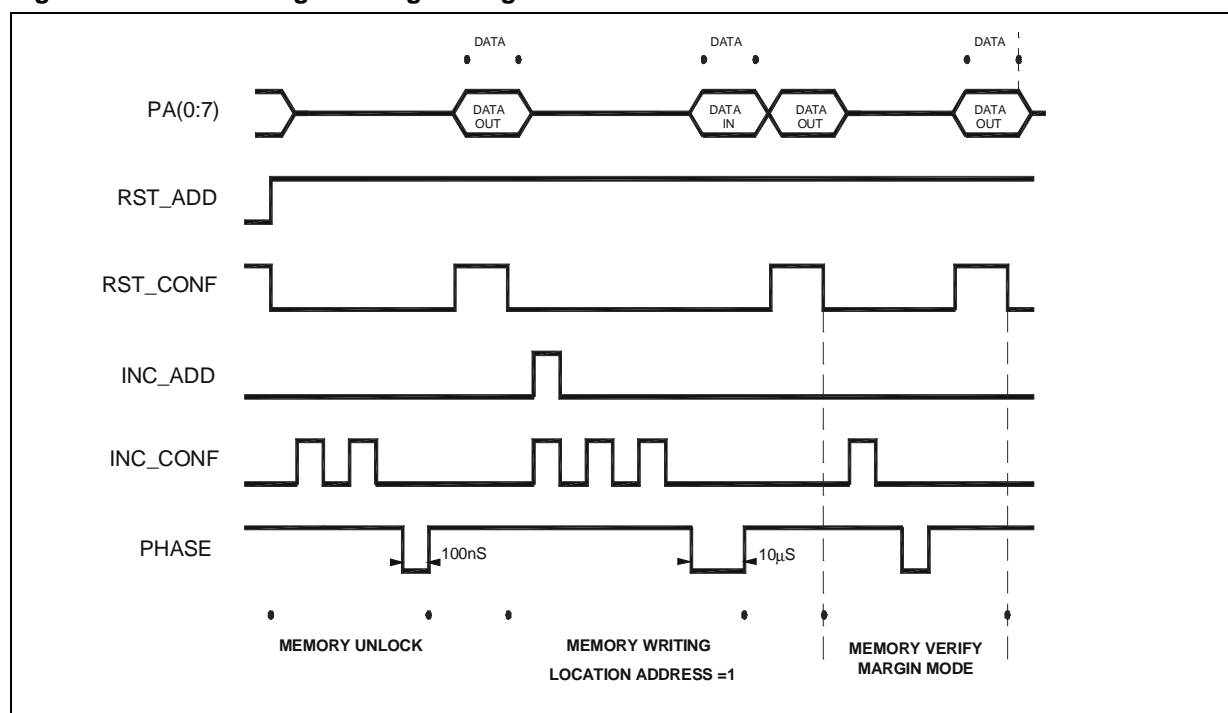 DATA DATA DATA
PA(0:7) DATA OUT DATA IN DATA OUT DATA OUT
RST_ADD
RST_CONF
INC_ADD
INC_CONF
PHASE 100nS 10µS
MEMORY UNLOCK MEMORY WRITING MEMORY VERIFY
LOCATION ADDRESS =1 MARGIN MODE